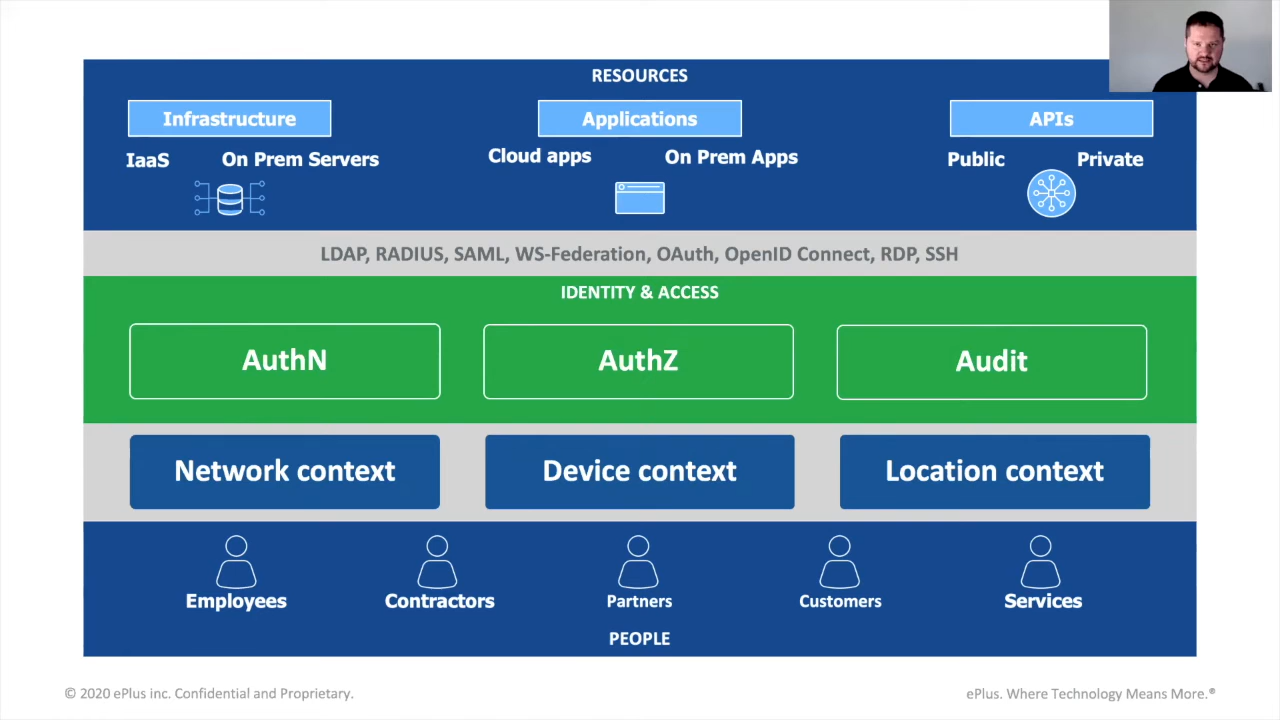 RESOURCES
Infrastructure
Applications
APIs
IaaS
On Prem Servers
Cloud apps
On Prem Apps
Public
Private
LDAP, RADIUS, SAML, WS-Federation, OAuth, OpenID Connect, RDP, SSH
IDENTITY & ACCESS
AuthN
AuthZ
Audit
Network context
Device context
Location context
Employees
Contractors
Partners
Customers
Services
PEOPLE
© 2020 ePlus inc. Confidential and Proprietary.
ePlus. Where Technology Means More.®